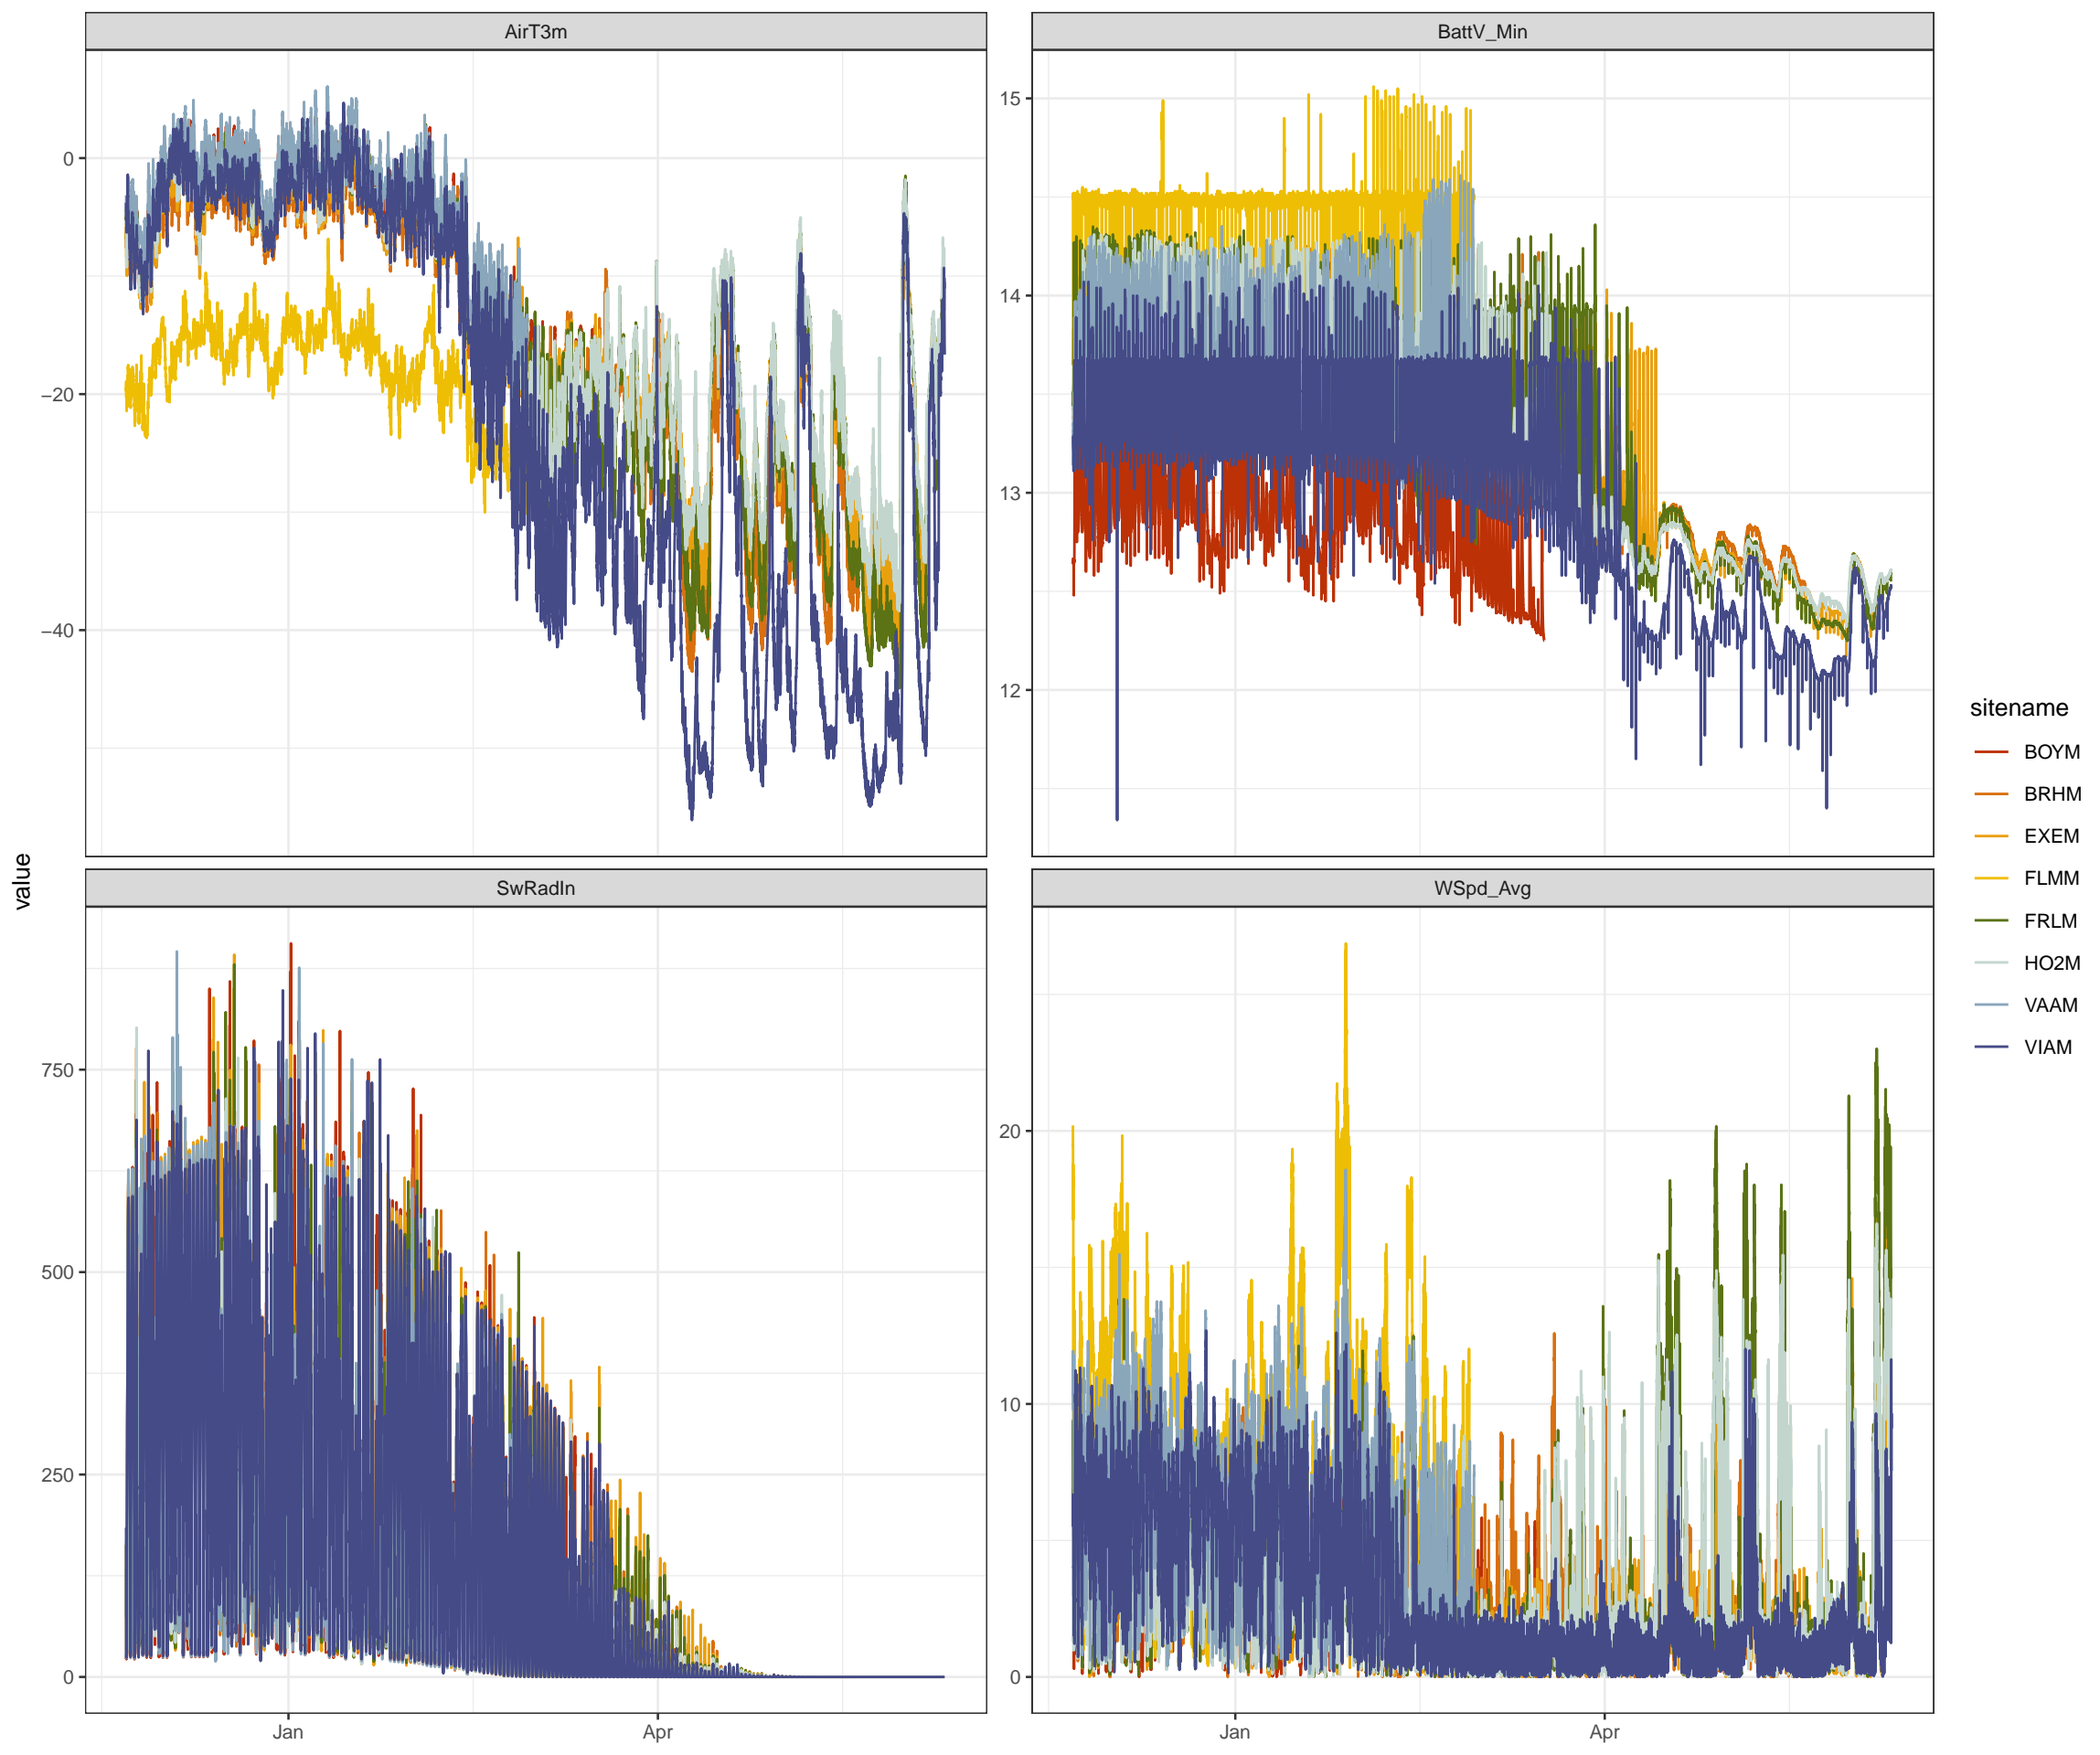 AirT3m
BattV_Min
0
−20
−40
15
14
13
12
value
SwRadIn
WSpd_Avg
750
500
250
0
20
10
0
Jan
Apr
Jan
Apr
sitename
BOYM
BRHM
EXEM
FLMM
FRLM
HO2M
VAAM
VIAM